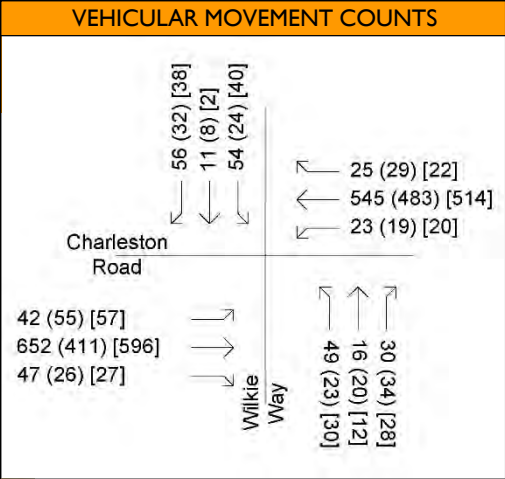 VEHICULAR MOVEMENT COUNTS
56 (32) [38]
11 (8) [2]
54 (24) [40]
25 (29) [22]
545 (483) [514]
23 (19) [20]
Charleston
Road
42 (55) [57]
652 (411) [596]
47 (26) [27]
Wilkie
Way
49 (23) [30]
16 (20) [12]
30 (34) [28]